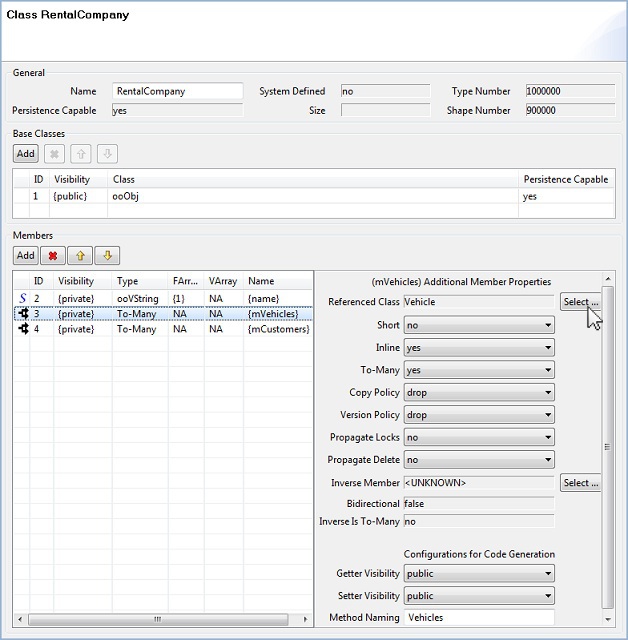 Class RentalCompany
General
Name RentalCompany System Defined no Type Number 1000000
Persistence Capable yes Size Shape Number 900000
Base Classes
Add
ID Visibility Class Persistence Capable
1 {public} ooObj yes
Members
Add
ID Visibility Type FArr... VArray Name
S 2 {private} ooVString {1} NA {name}
3 {private} To-Many NA NA {mVehicles}
4 {private} To-Many NA NA {mCustomers}
(mVehicles) Additional Member Properties
Referenced Class Vehicle Select ...
Short no
Inline yes
To-Many yes
Copy Policy drop
Version Policy drop
Propagate Locks no
Propagate Delete no
Inverse Member <UNKNOWN> Select ...
Bidirectional false
Inverse Is To-Many no
Configurations for Code Generation
Getter Visibility public
Setter Visibility public
Method Naming Vehicles